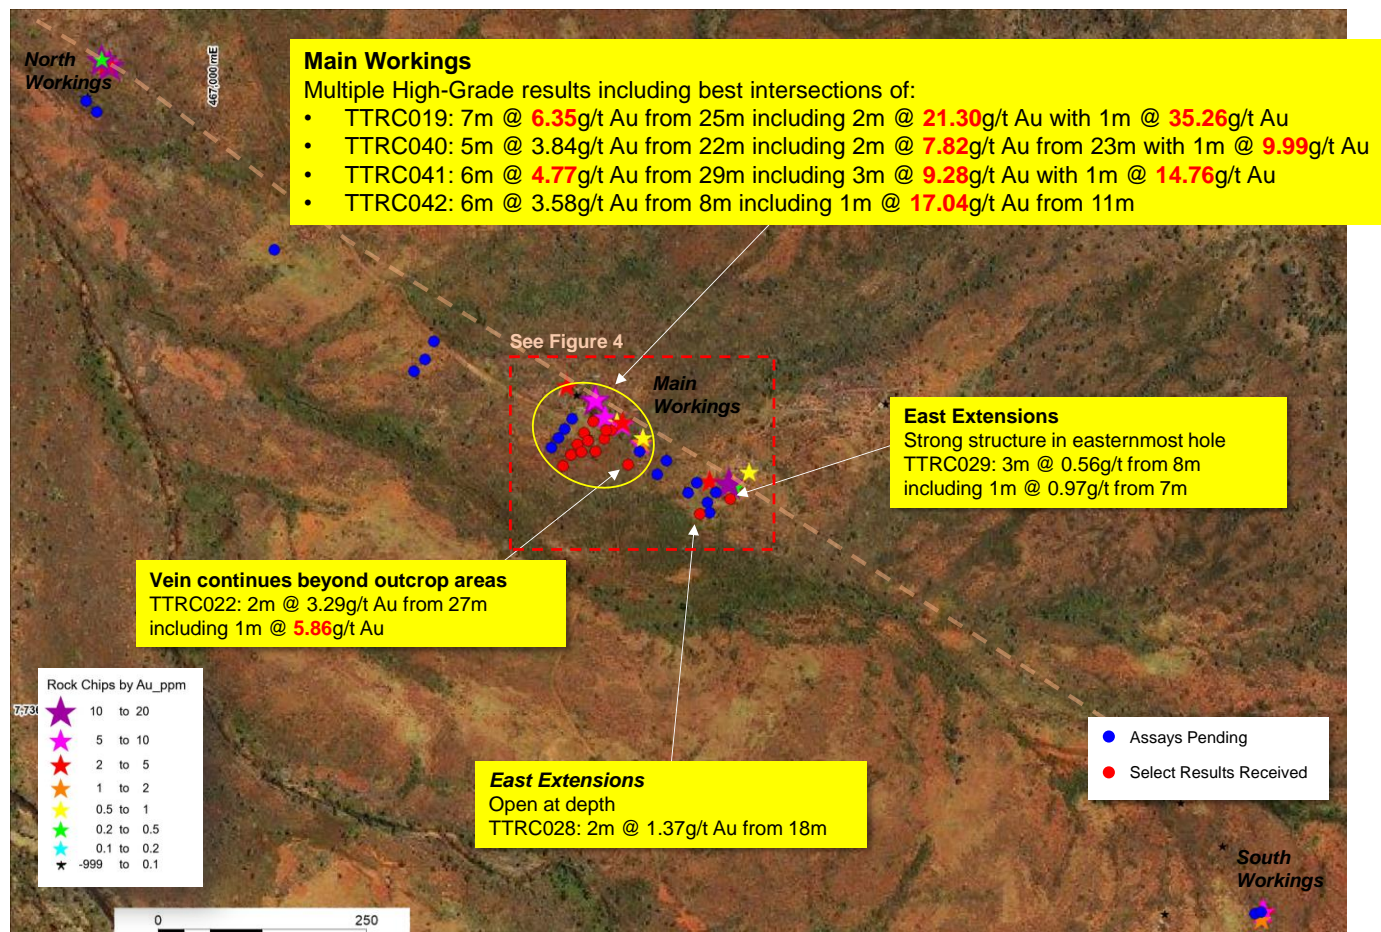 North
Workings
467,000 mE
Main Workings
Multiple High-Grade results including best intersections of:
• TTRC019: 7m @ 6.35g/t Au from 25m including 2m @ 21.30g/t Au with 1m @ 35.26g/t Au
• TTRC040: 5m @ 3.84g/t Au from 22m including 2m @ 7.82g/t Au from 23m with 1m @ 9.99g/t Au
• TTRC041: 6m @ 4.77g/t Au from 29m including 3m @ 9.28g/t Au with 1m @ 14.76g/t Au
• TTRC042: 6m @ 3.58g/t Au from 8m including 1m @ 17.04g/t Au from 11m
See Figure 4
Main
Workings
East Extensions
Strong structure in easternmost hole
TTRC029: 3m @ 0.56g/t from 8m
including 1m @ 0.97g/t from 7m
Vein continues beyond outcrop areas
TTRC022: 2m @ 3.29g/t Au from 27m
including 1m @ 5.86g/t Au
East Extensions
Open at depth
TTRC028: 2m @ 1.37g/t Au from 18m
7,736
Rock Chips by Au_ppm
10 to 20
5 to 10
2 to 5
1 to 2
0.5 to 1
0.2 to 0.5
0.1 to 0.2
-999 to 0.1
Assays Pending
Select Results Received
South
Workings
0 250